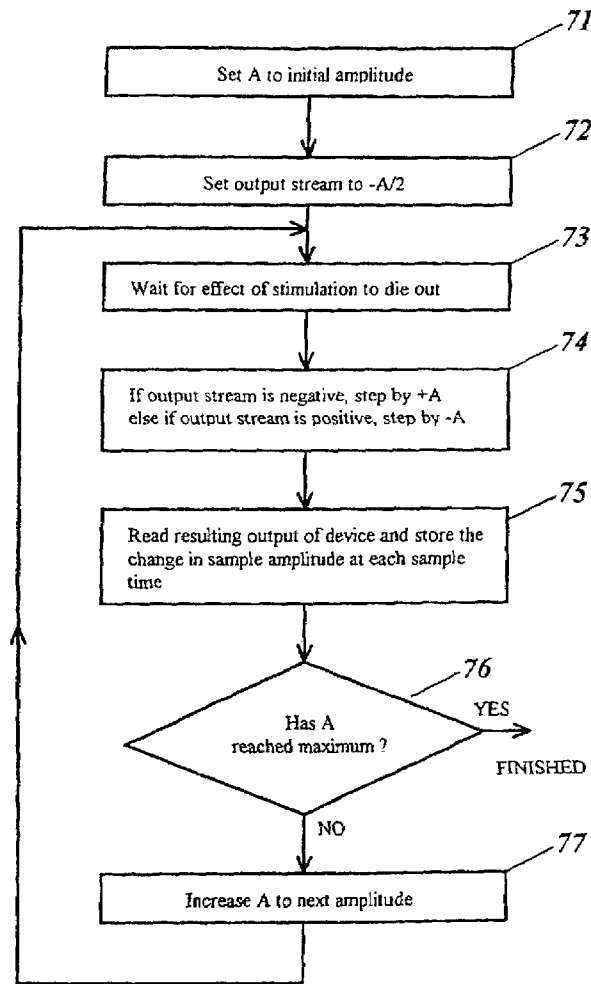 71
Set A to initial amplitude
72
Set output stream to -A/2
73
Wait for effect of stimulation to die out
74
If output stream is negative, step by +A
else if output stream is positive, step by -A
75
Read resulting output of device and store the
change in sample amplitude at each sample
time
76
Has A
reached maximum ?
YES
FINISHED
NO
77
Increase A to next amplitude